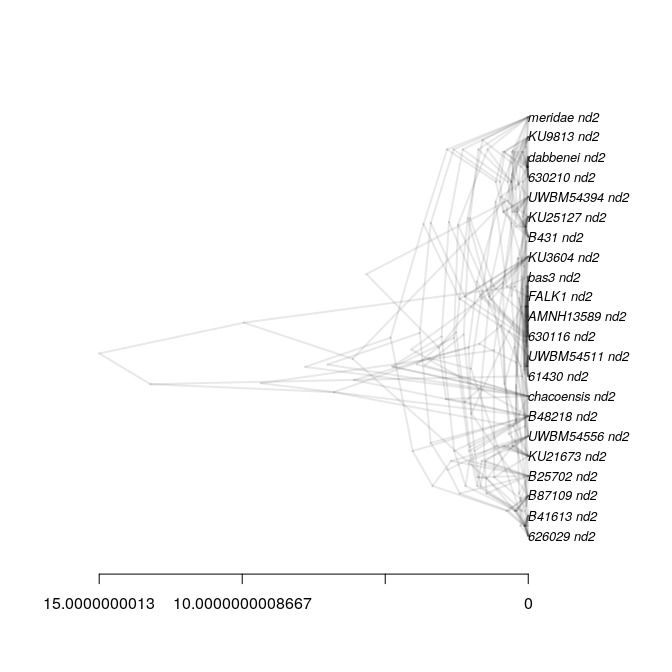 meridae nd2
KU9813 nd2
dabbenei nd2
630210 nd2
UWBM54394 nd2
KU25127 nd2
B431 nd2
KU3604 nd2
bas3 nd2
FALK1 nd2
AMNH13589 nd2
630116 nd2
UWBM54511 nd2
61430 nd2
chacoensis nd2
B48218 nd2
UWBM54556 nd2
KU21673 nd2
B25702 nd2
B87109 nd2
B41613 nd2
626029 nd2
15.0000000013 10.0000000008667 0